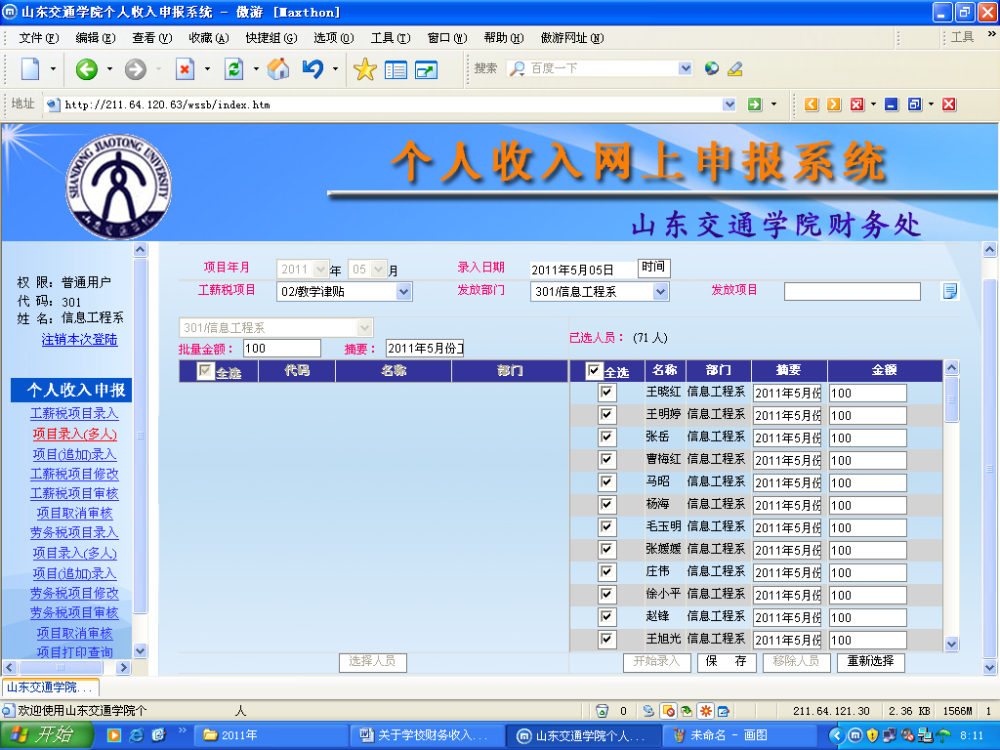 山东交通学院个人收入申报系统 - 傲游 [Maxthon]
文件(F) 编辑(E) 查看(V) 收藏(A) 快捷组(G) 选项(O) 工具(T) 窗口(W) 帮助(H) 傲游网址(N) 工具 »
搜索 百度一下
地址 http://211.64.120.63/wssb/index.htm
SHANDONG JIAOTONG UNIVERSITY
个人收入网上申报系统
山东交通学院财务处
权 限: 普通用户
代 码: 301
姓 名: 信息工程系
注销本次登陆
个人收入申报
工薪税项目录入
项目录入(多人)
项目(追加)录入
工薪税项目修改
工薪税项目审核
项目取消审核
劳务税项目录入
项目录入(多人)
项目(追加)录入
劳务税项目修改
劳务税项目审核
项目取消审核
项目打印查询
项目年月 2011 年 05 月 录入日期 2011年5月05日 时间
工薪税项目 02/教学津贴 发放部门 301/信息工程系 发放项目
301/信息工程系
批量金额: 100 摘要: 2011年5月份工
已选人员: (71 人)
全选 代码 名称 部门
全选 名称 部门 摘要 金额
王晓红 信息工程系 2011年5月份 100
王明婷 信息工程系 2011年5月份 100
张岳 信息工程系 2011年5月份 100
曹梅红 信息工程系 2011年5月份 100
马昭 信息工程系 2011年5月份 100
杨海 信息工程系 2011年5月份 100
毛玉明 信息工程系 2011年5月份 100
张媛媛 信息工程系 2011年5月份 100
庄伟 信息工程系 2011年5月份 100
徐小平 信息工程系 2011年5月份 100
赵锋 信息工程系 2011年5月份 100
王旭光 信息工程系 2011年5月份 100
选择人员 开始录入 保 存 移除人员 重新选择
山东交通学院...
欢迎使用山东交通学院个 人 0 211.64.121.30 2.36 KB 1566M 1
开始 » 2011年 关于学校财务收入... 山东交通学院个人... 未命名 - 画图 8:11